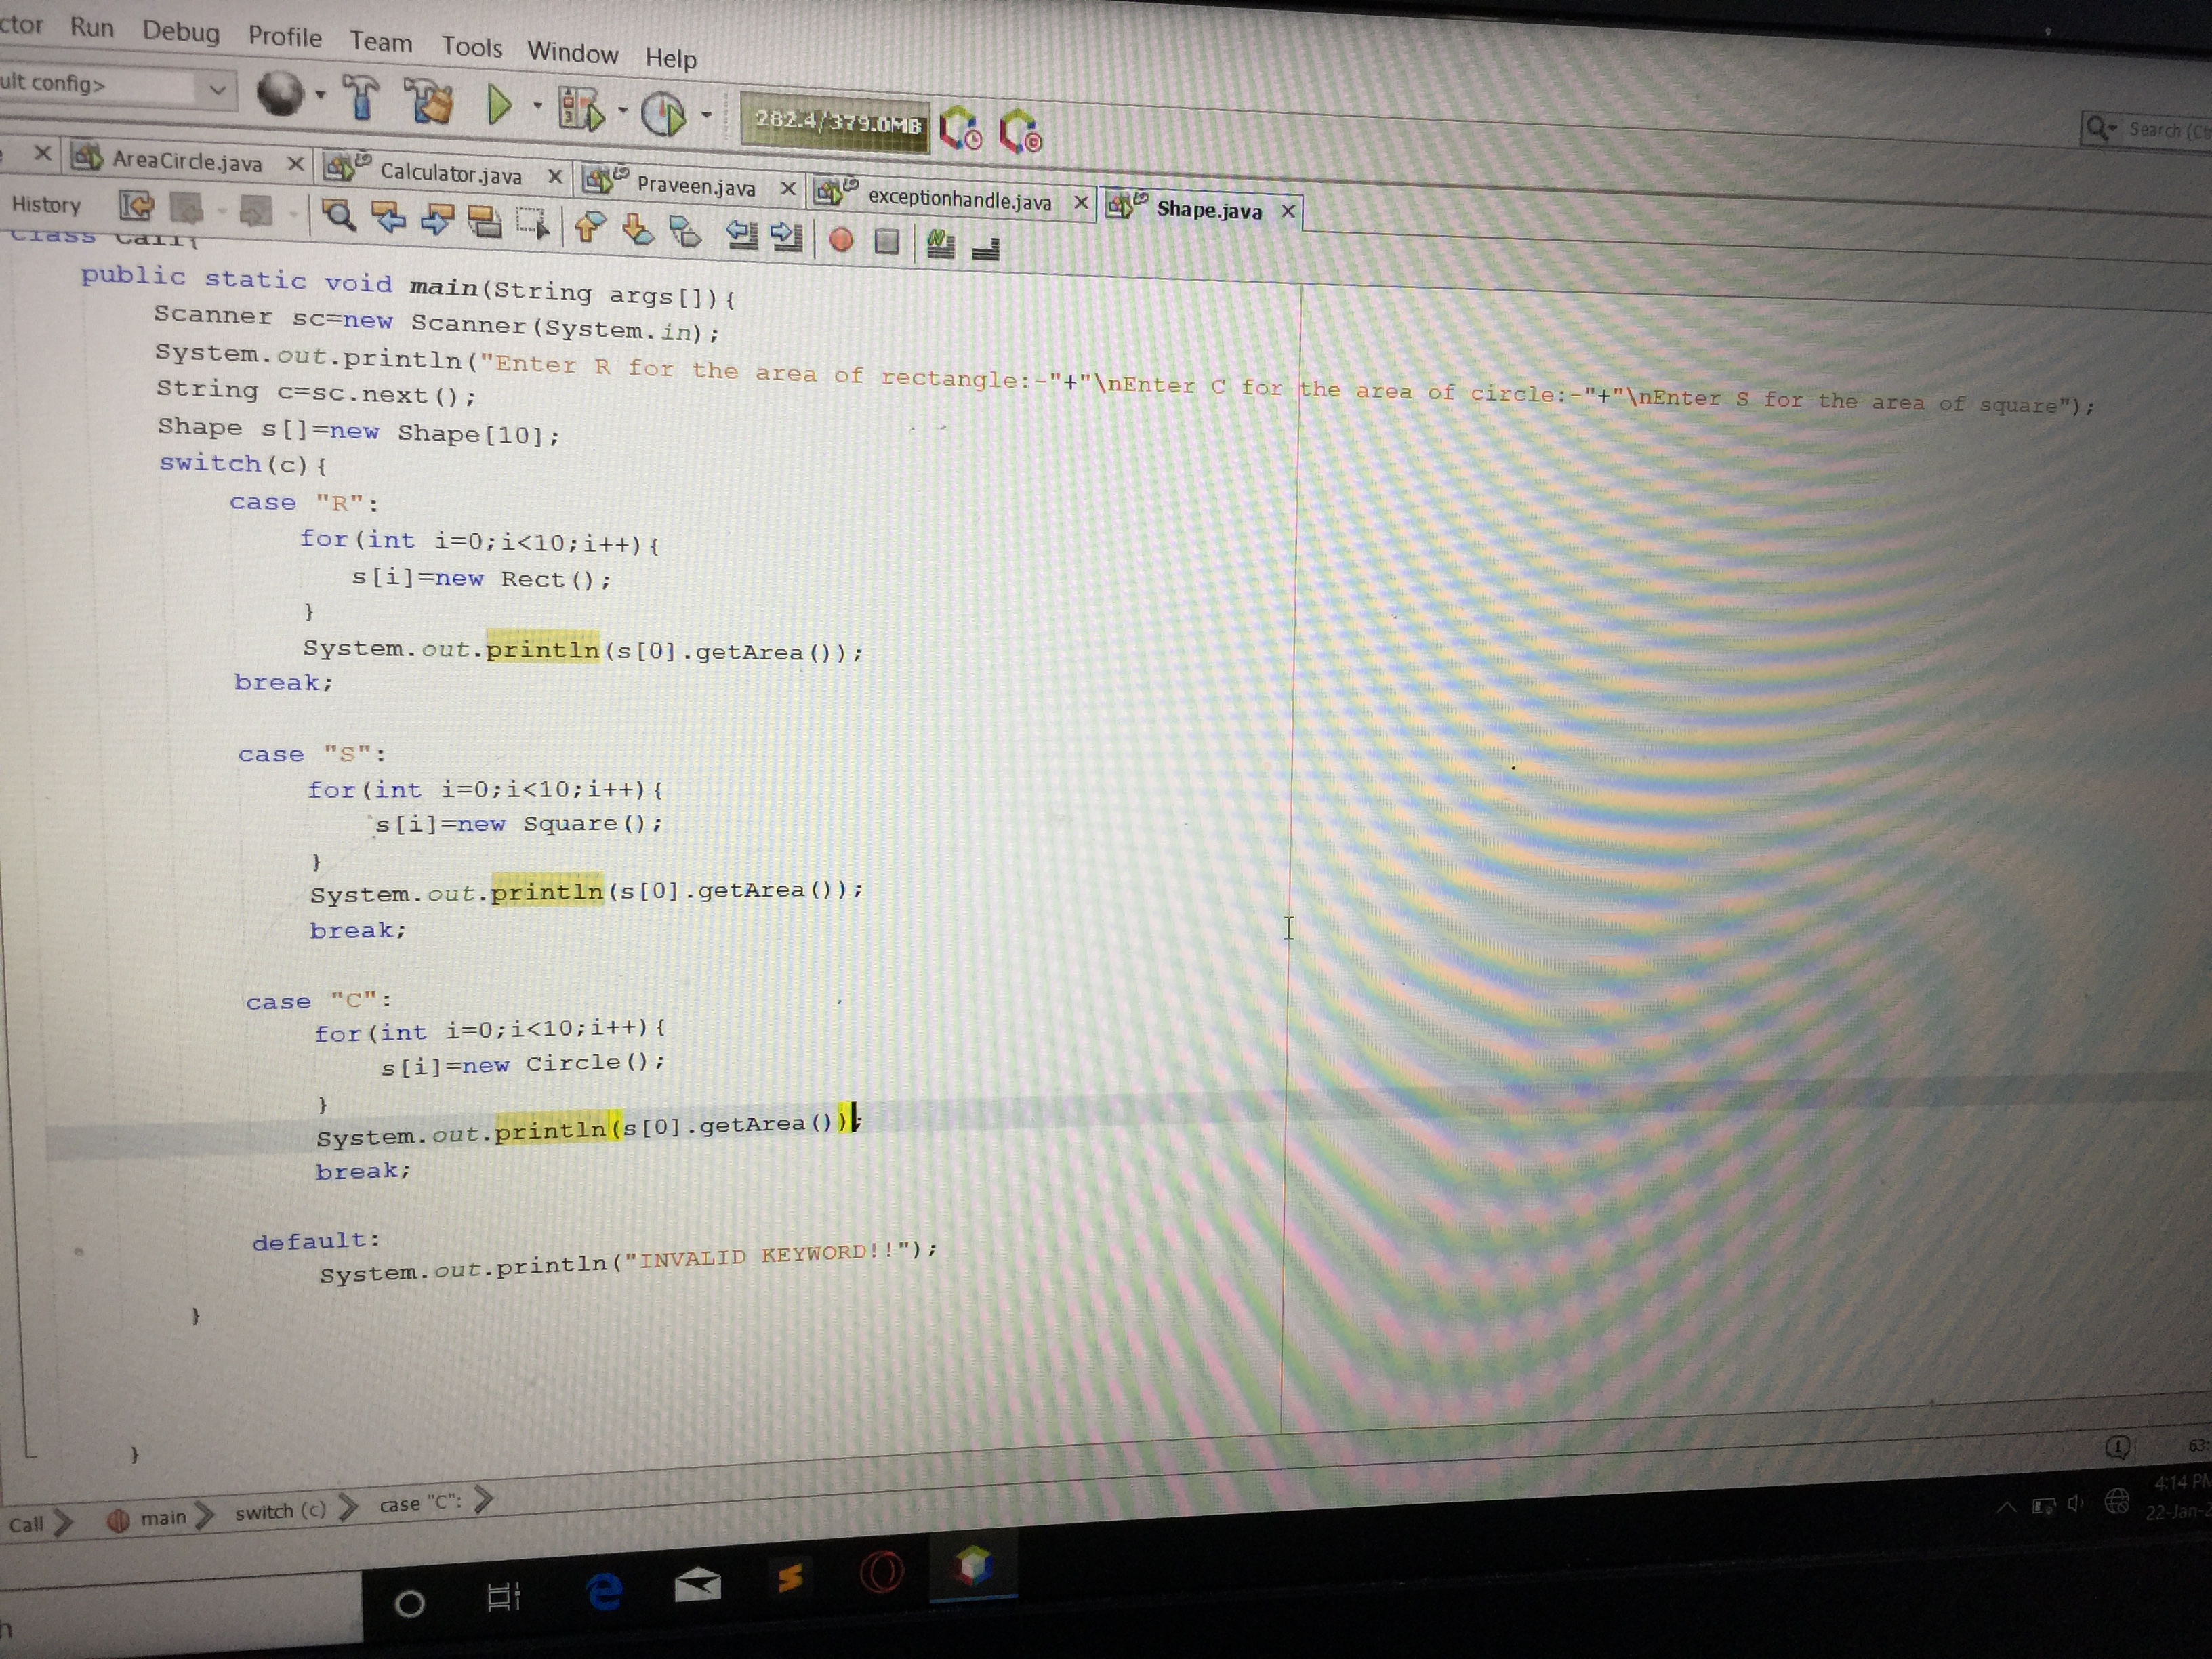 ctor Run Debug Profile Team Tools Window Help
ult config>
282.4/379.0MB
Search (Ct
AreaCircle.java
Calculator.java
Praveen.java
exceptionhandle.java
Shape.java
History
class Call{
public static void main(String args[]){
Scanner sc=new Scanner(System.in);
System.out.println("Enter R for the area of rectangle:-"+"\nEnter C for the area of circle:-"+"\nEnter S for the area of square");
String c=sc.next();
Shape s[]=new Shape[10];
switch(c){
case "R":
for(int i=0;i<10;i++){
s[i]=new Rect();
}
System.out.println(s[0].getArea());
break;
case "S":
for(int i=0;i<10;i++){
s[i]=new Square();
}
System.out.println(s[0].getArea());
break;
case "C":
for(int i=0;i<10;i++){
s[i]=new Circle();
}
System.out.println(s[0].getArea());
break;
default:
System.out.println("INVALID KEYWORD!!");
}
}
63:
Call main switch (c) case "C":
4:14 PM
22-Jan-2
h